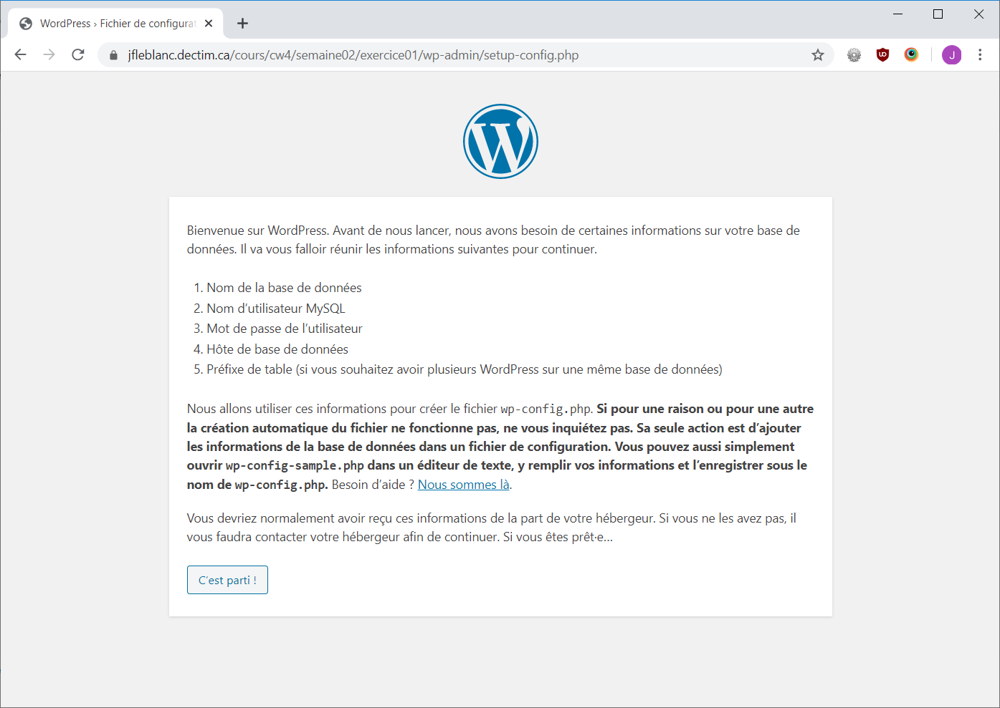 WordPress › Fichier de configurat
jfleblanc.dectim.ca/cours/cw4/semaine02/exercice01/wp-admin/setup-config.php
J
Bienvenue sur WordPress. Avant de nous lancer, nous avons besoin de certaines informations sur votre base de
données. Il va vous falloir réunir les informations suivantes pour continuer.
1. Nom de la base de données
2. Nom d’utilisateur MySQL
3. Mot de passe de l’utilisateur
4. Hôte de base de données
5. Préfixe de table (si vous souhaitez avoir plusieurs WordPress sur une même base de données)
Nous allons utiliser ces informations pour créer le fichier wp-config.php. Si pour une raison ou pour une autre
la création automatique du fichier ne fonctionne pas, ne vous inquiétez pas. Sa seule action est d’ajouter
les informations de la base de données dans un fichier de configuration. Vous pouvez aussi simplement
ouvrir wp-config-sample.php dans un éditeur de texte, y remplir vos informations et l’enregistrer sous le
nom de wp-config.php. Besoin d’aide ? Nous sommes là.
Vous devriez normalement avoir reçu ces informations de la part de votre hébergeur. Si vous ne les avez pas, il
vous faudra contacter votre hébergeur afin de continuer. Si vous êtes prêt·e…
C’est parti !